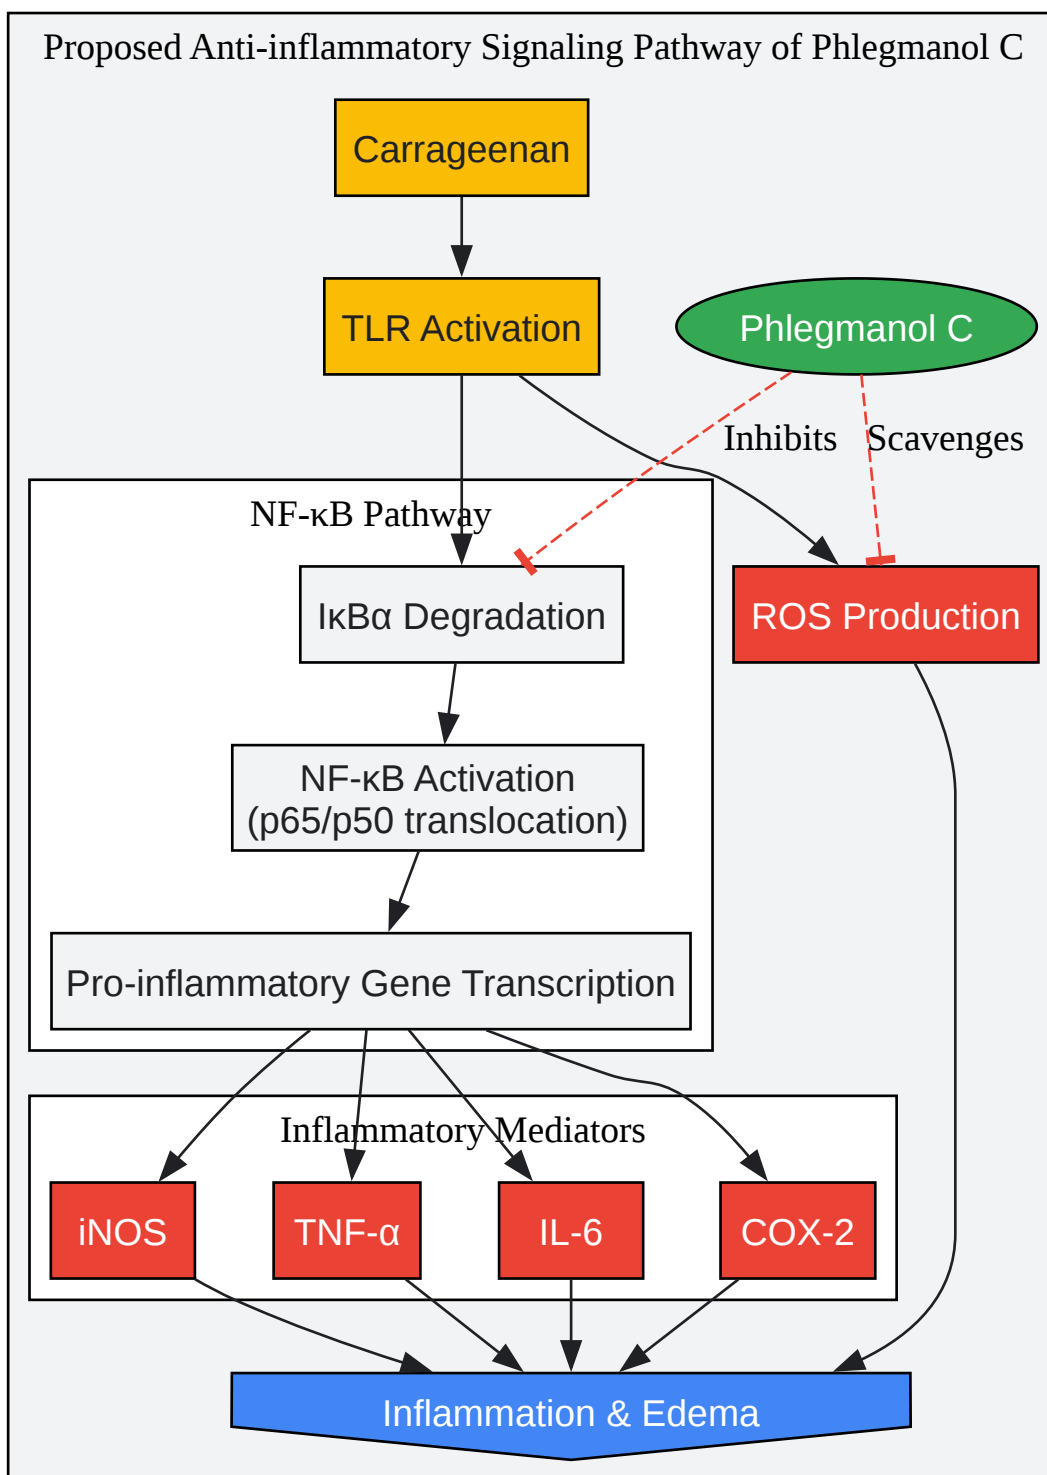 Proposed Anti-inflammatory Signaling Pathway of Phlegmanol C
Carrageenan
TLR Activation
Phlegmanol C
Inhibits
Scavenges
NF-κB Pathway
IκBα Degradation
ROS Production
NF-κB Activation
(p65/p50 translocation)
Pro-inflammatory Gene Transcription
Inflammatory Mediators
iNOS
TNF-α
IL-6
COX-2
Inflammation & Edema